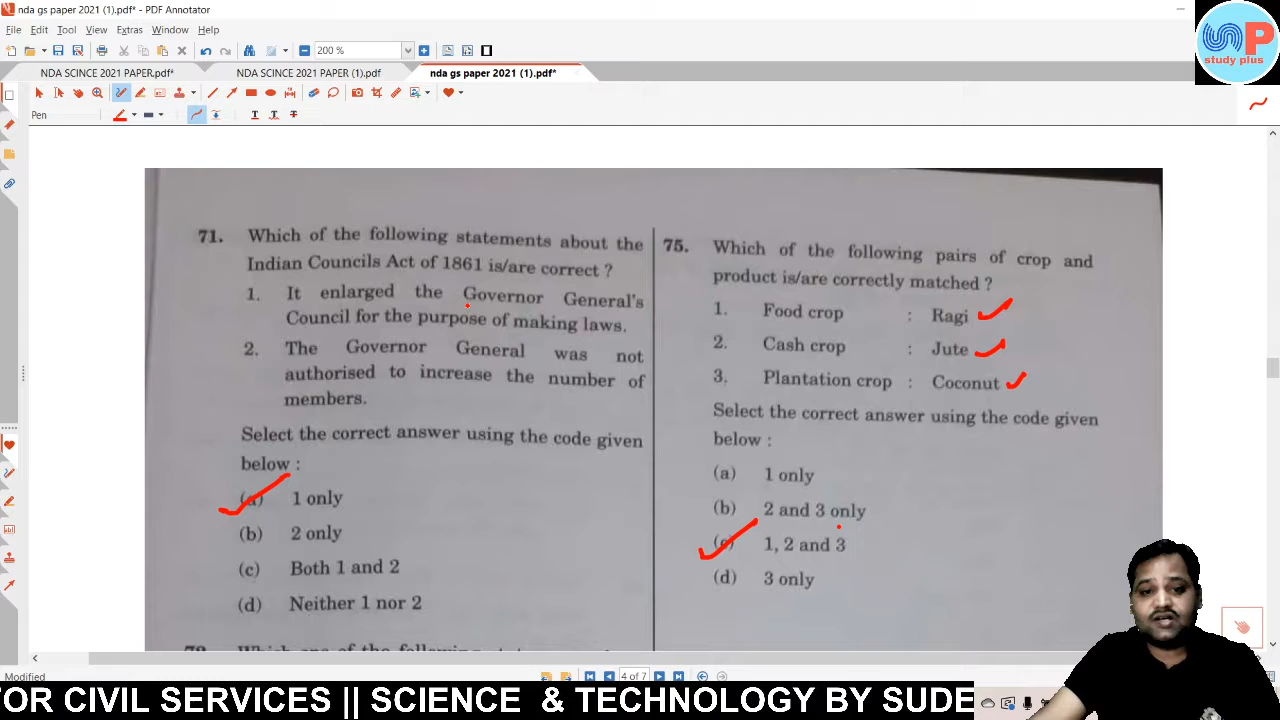 nda gs paper 2021 (1).pdf* - PDF Annotator
File Edit Tool View Extras Window Help
200 %
NDA SCINCE 2021 PAPER.pdf*
NDA SCINCE 2021 PAPER (1).pdf
nda gs paper 2021 (1).pdf*
Pen
SP
study plus
71. Which of the following statements about the
Indian Councils Act of 1861 is/are correct ?
1. It enlarged the Governor General's
Council for the purpose of making laws.
2. The Governor General was not
authorised to increase the number of
members.
Select the correct answer using the code given
below :
(a) 1 only
(b) 2 only
(c) Both 1 and 2
(d) Neither 1 nor 2
72. Which one of the following
75. Which of the following pairs of crop and
product is/are correctly matched ?
1. Food crop : Ragi
2. Cash crop : Jute
3. Plantation crop : Coconut
Select the correct answer using the code given
below :
(a) 1 only
(b) 2 and 3 only
(c) 1, 2 and 3
(d) 3 only
4 of 7
Modified
FOR CIVIL SERVICES || SCIENCE & TECHNOLOGY BY SUDE